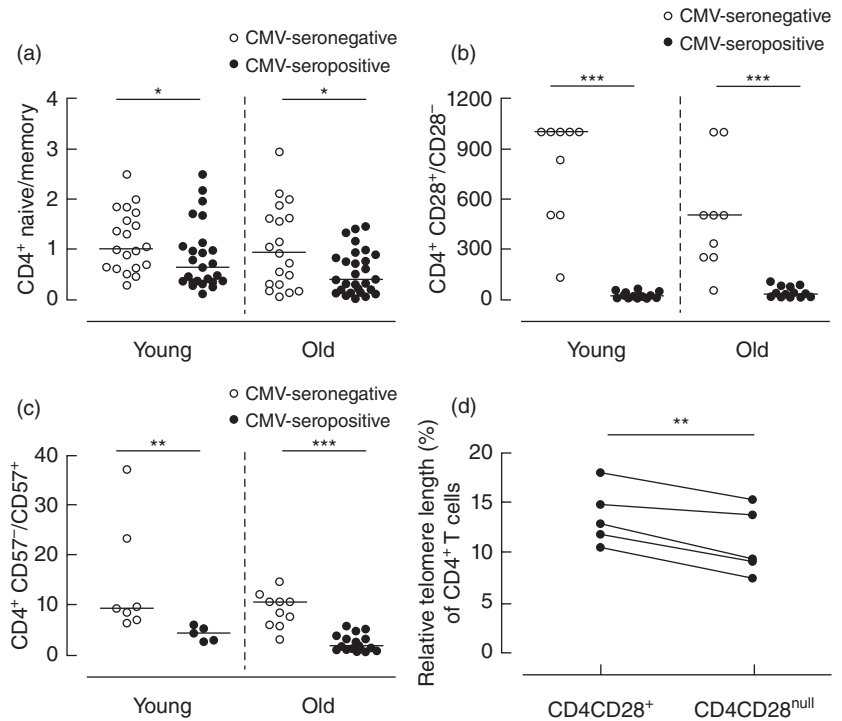 (a)
○ CMV-seronegative
● CMV-seropositive
CD4⁺ naive/memory
4
3
2
1
0
*
*
Young
Old
(b)
○ CMV-seronegative
● CMV-seropositive
CD4⁺ CD28⁺/CD28⁻
1200
900
600
300
0
***
***
Young
Old
(c)
○ CMV-seronegative
● CMV-seropositive
CD4⁺ CD57⁻/CD57⁺
40
30
20
10
0
**
***
Young
Old
(d)
Relative telomere length (%)
of CD4⁺ T cells
20
15
10
5
0
**
CD4CD28⁺
CD4CD28ⁿᵘˡˡ